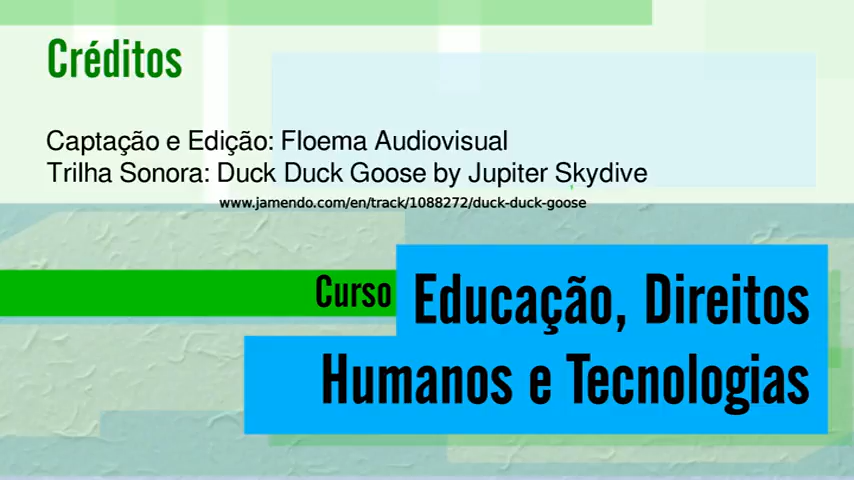 Créditos
Captação e Edição: Floema Audiovisual
Trilha Sonora: Duck Duck Goose by Jupiter Skydive
www.jamendo.com/en/track/1088272/duck-duck-goose
Curso Educação, Direitos
Humanos e Tecnologias